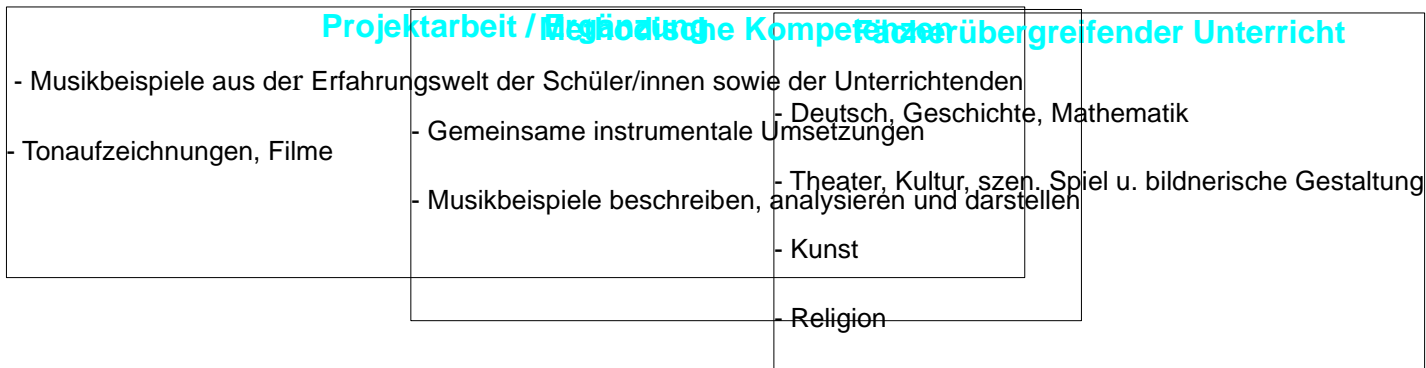 Projektarbeit / Ergänzung
- Musikbeispiele aus der Erfahrungswelt der Schüler/innen sowie der Unterrichtenden
- Tonaufzeichnungen, Filme
Methodische Kompetenzen
- Gemeinsame instrumentale Umsetzungen
- Musikbeispiele beschreiben, analysieren und darstellen
Fächerübergreifender Unterricht
- Deutsch, Geschichte, Mathematik
- Theater, Kultur, szen. Spiel u. bildnerische Gestaltung
- Kunst
- Religion